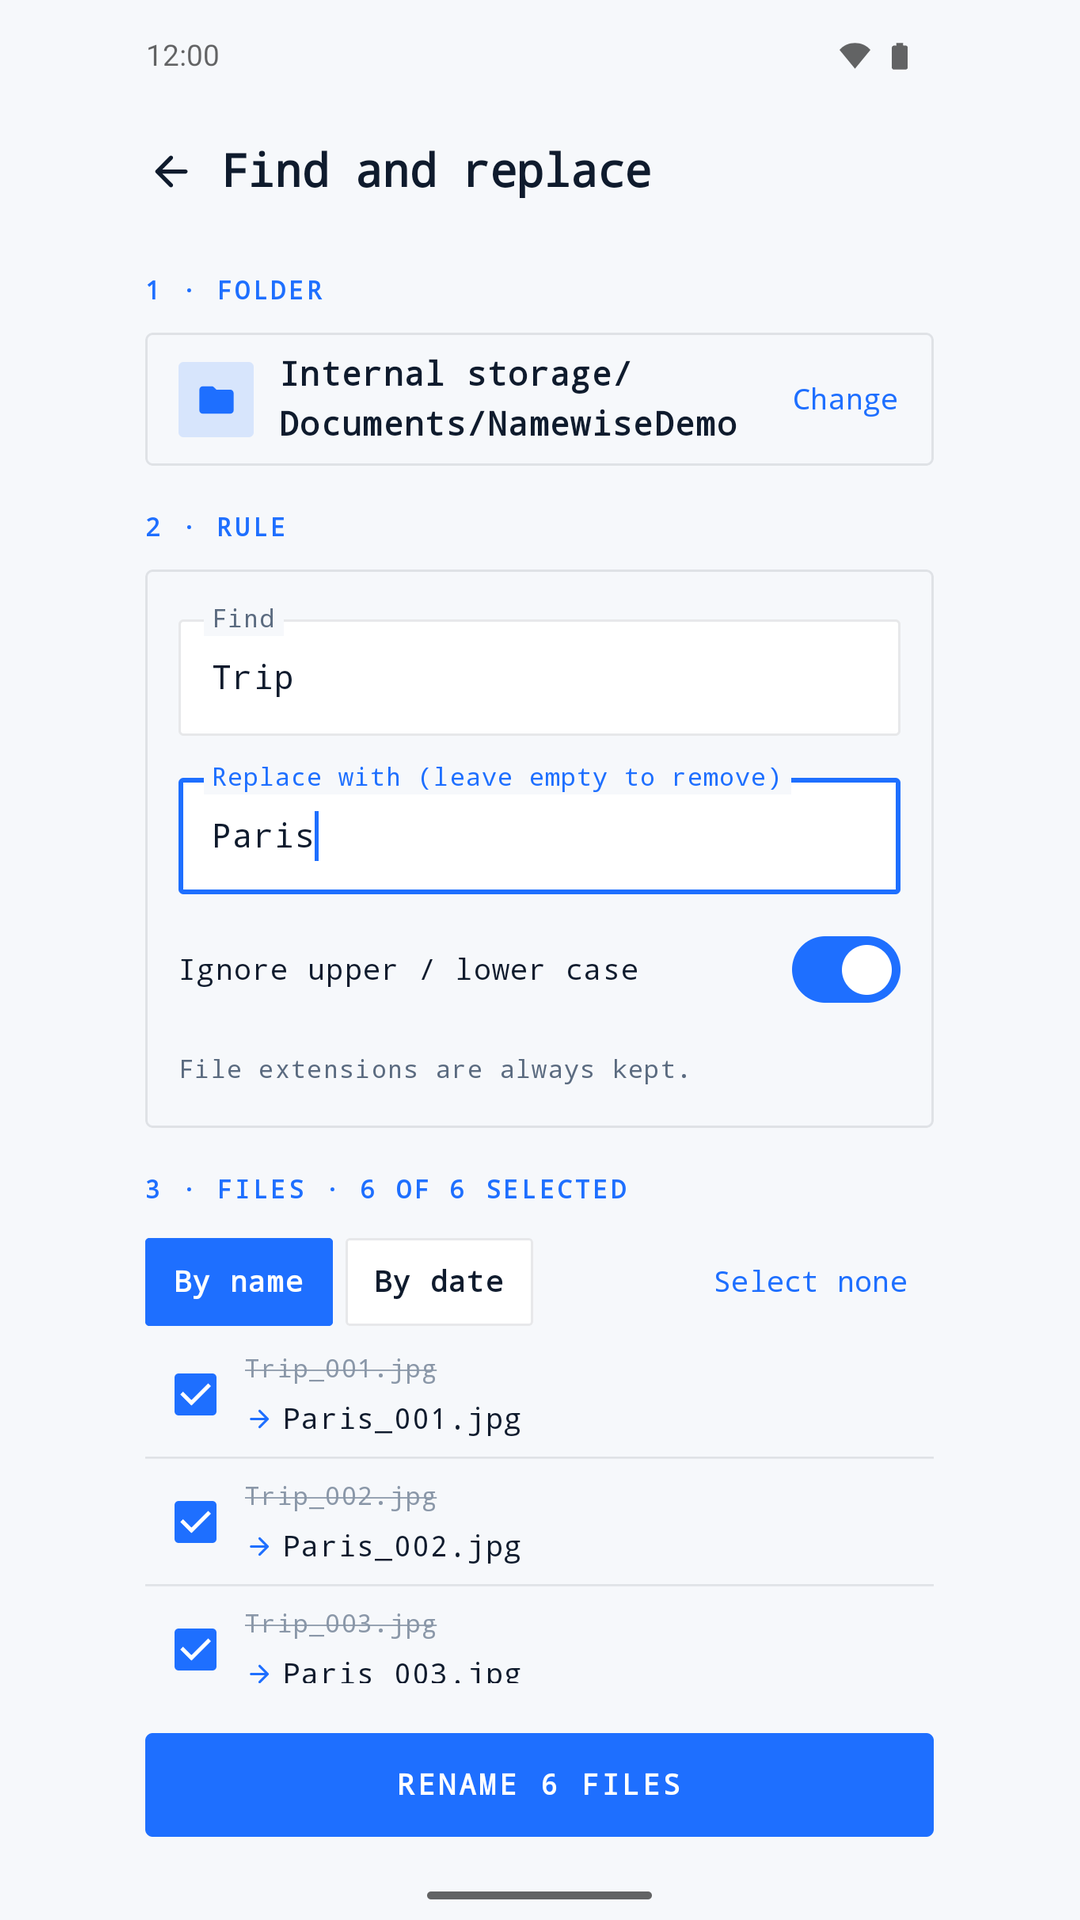 12:00
Find and replace
1 · FOLDER
Internal storage/
Documents/NamewiseDemo
Change
2 · RULE
Find
Trip
Replace with (leave empty to remove)
Paris
Ignore upper / lower case
File extensions are always kept.
3 · FILES · 6 OF 6 SELECTED
By name
By date
Select none
Trip_001.jpg
→ Paris_001.jpg
Trip_002.jpg
→ Paris_002.jpg
Trip_003.jpg
→ Paris_003.jpg
RENAME 6 FILES